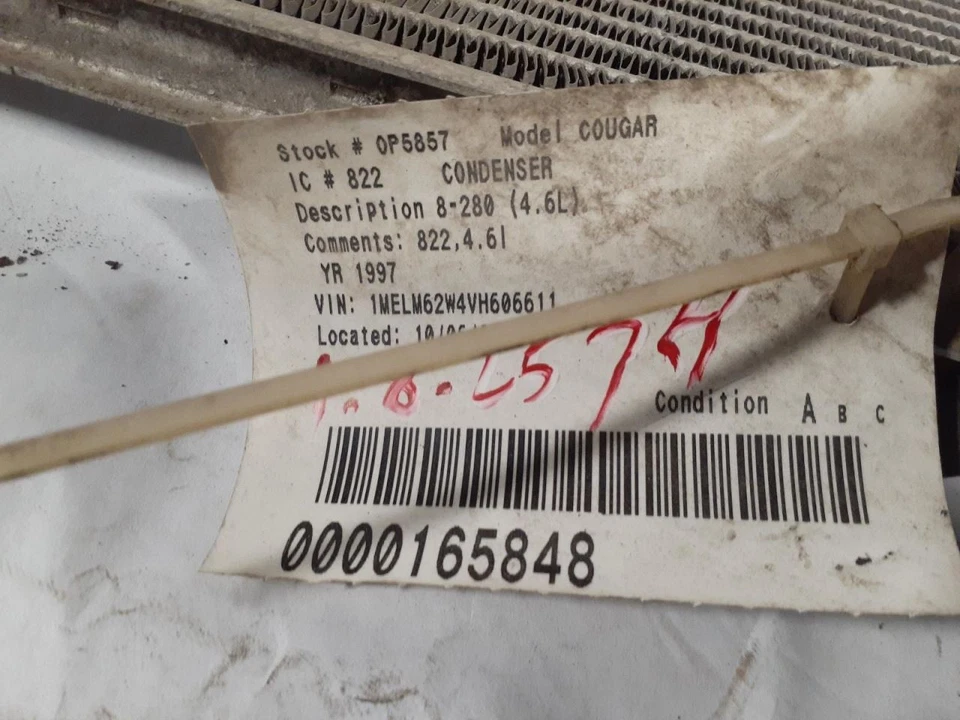 Stock # OP5857 Model COUGAR
IC # 822 CONDENSER
Description 8-280 (4.6L)
Comments: 822,4.6l
YR 1997
VIN: 1MELM62W4VH606611
Located:
Condition A B C
0000165848